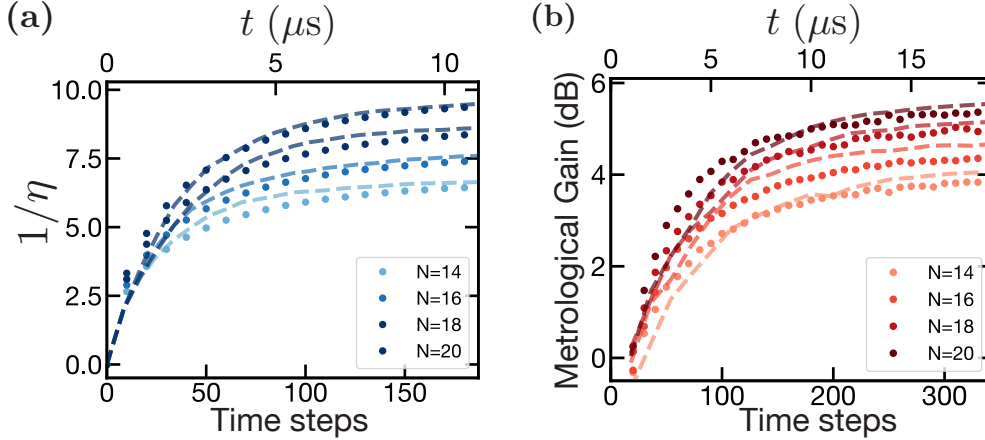 (a)
t (μs)
0 5 10
10.0
7.5
5.0
2.5
0.0
1/η
N=14
N=16
N=18
N=20
0 50 100 150
Time steps
(b)
t (μs)
0 5 10 15
6
4
2
0
Metrological Gain (dB)
N=14
N=16
N=18
N=20
100 200 300
Time steps